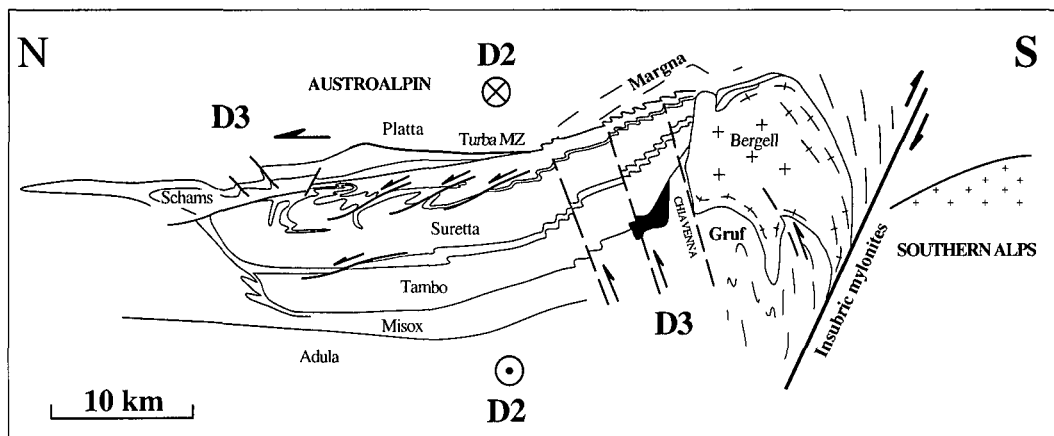 N
S
D2
AUSTROALPIN
Margna
D3
Platta
Turba MZ
Bergell
Schams
Suretta
CHIAVENNA
Gruf
SOUTHERN ALPS
Tambo
Insubric mylonites
Misox
D3
Adula
10 km
D2